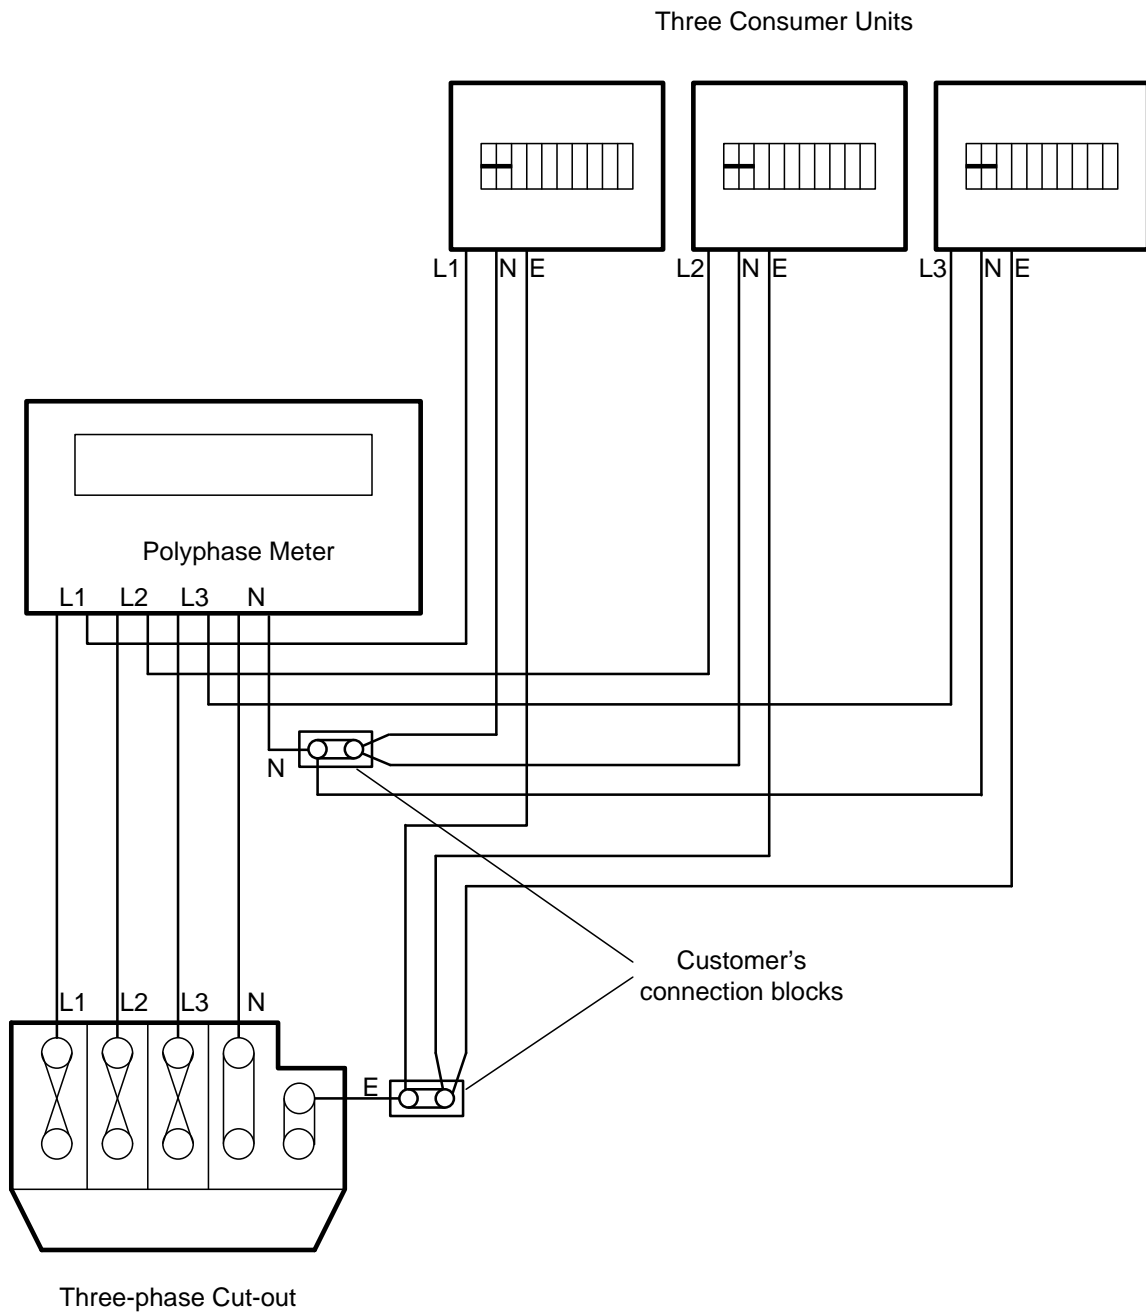 Three Consumer Units
L1 N E L2 N E L3 N E
Polyphase Meter
L1 L2 L3 N
N
Customer's
connection blocks
L1 L2 L3 N
E
Three-phase Cut-out